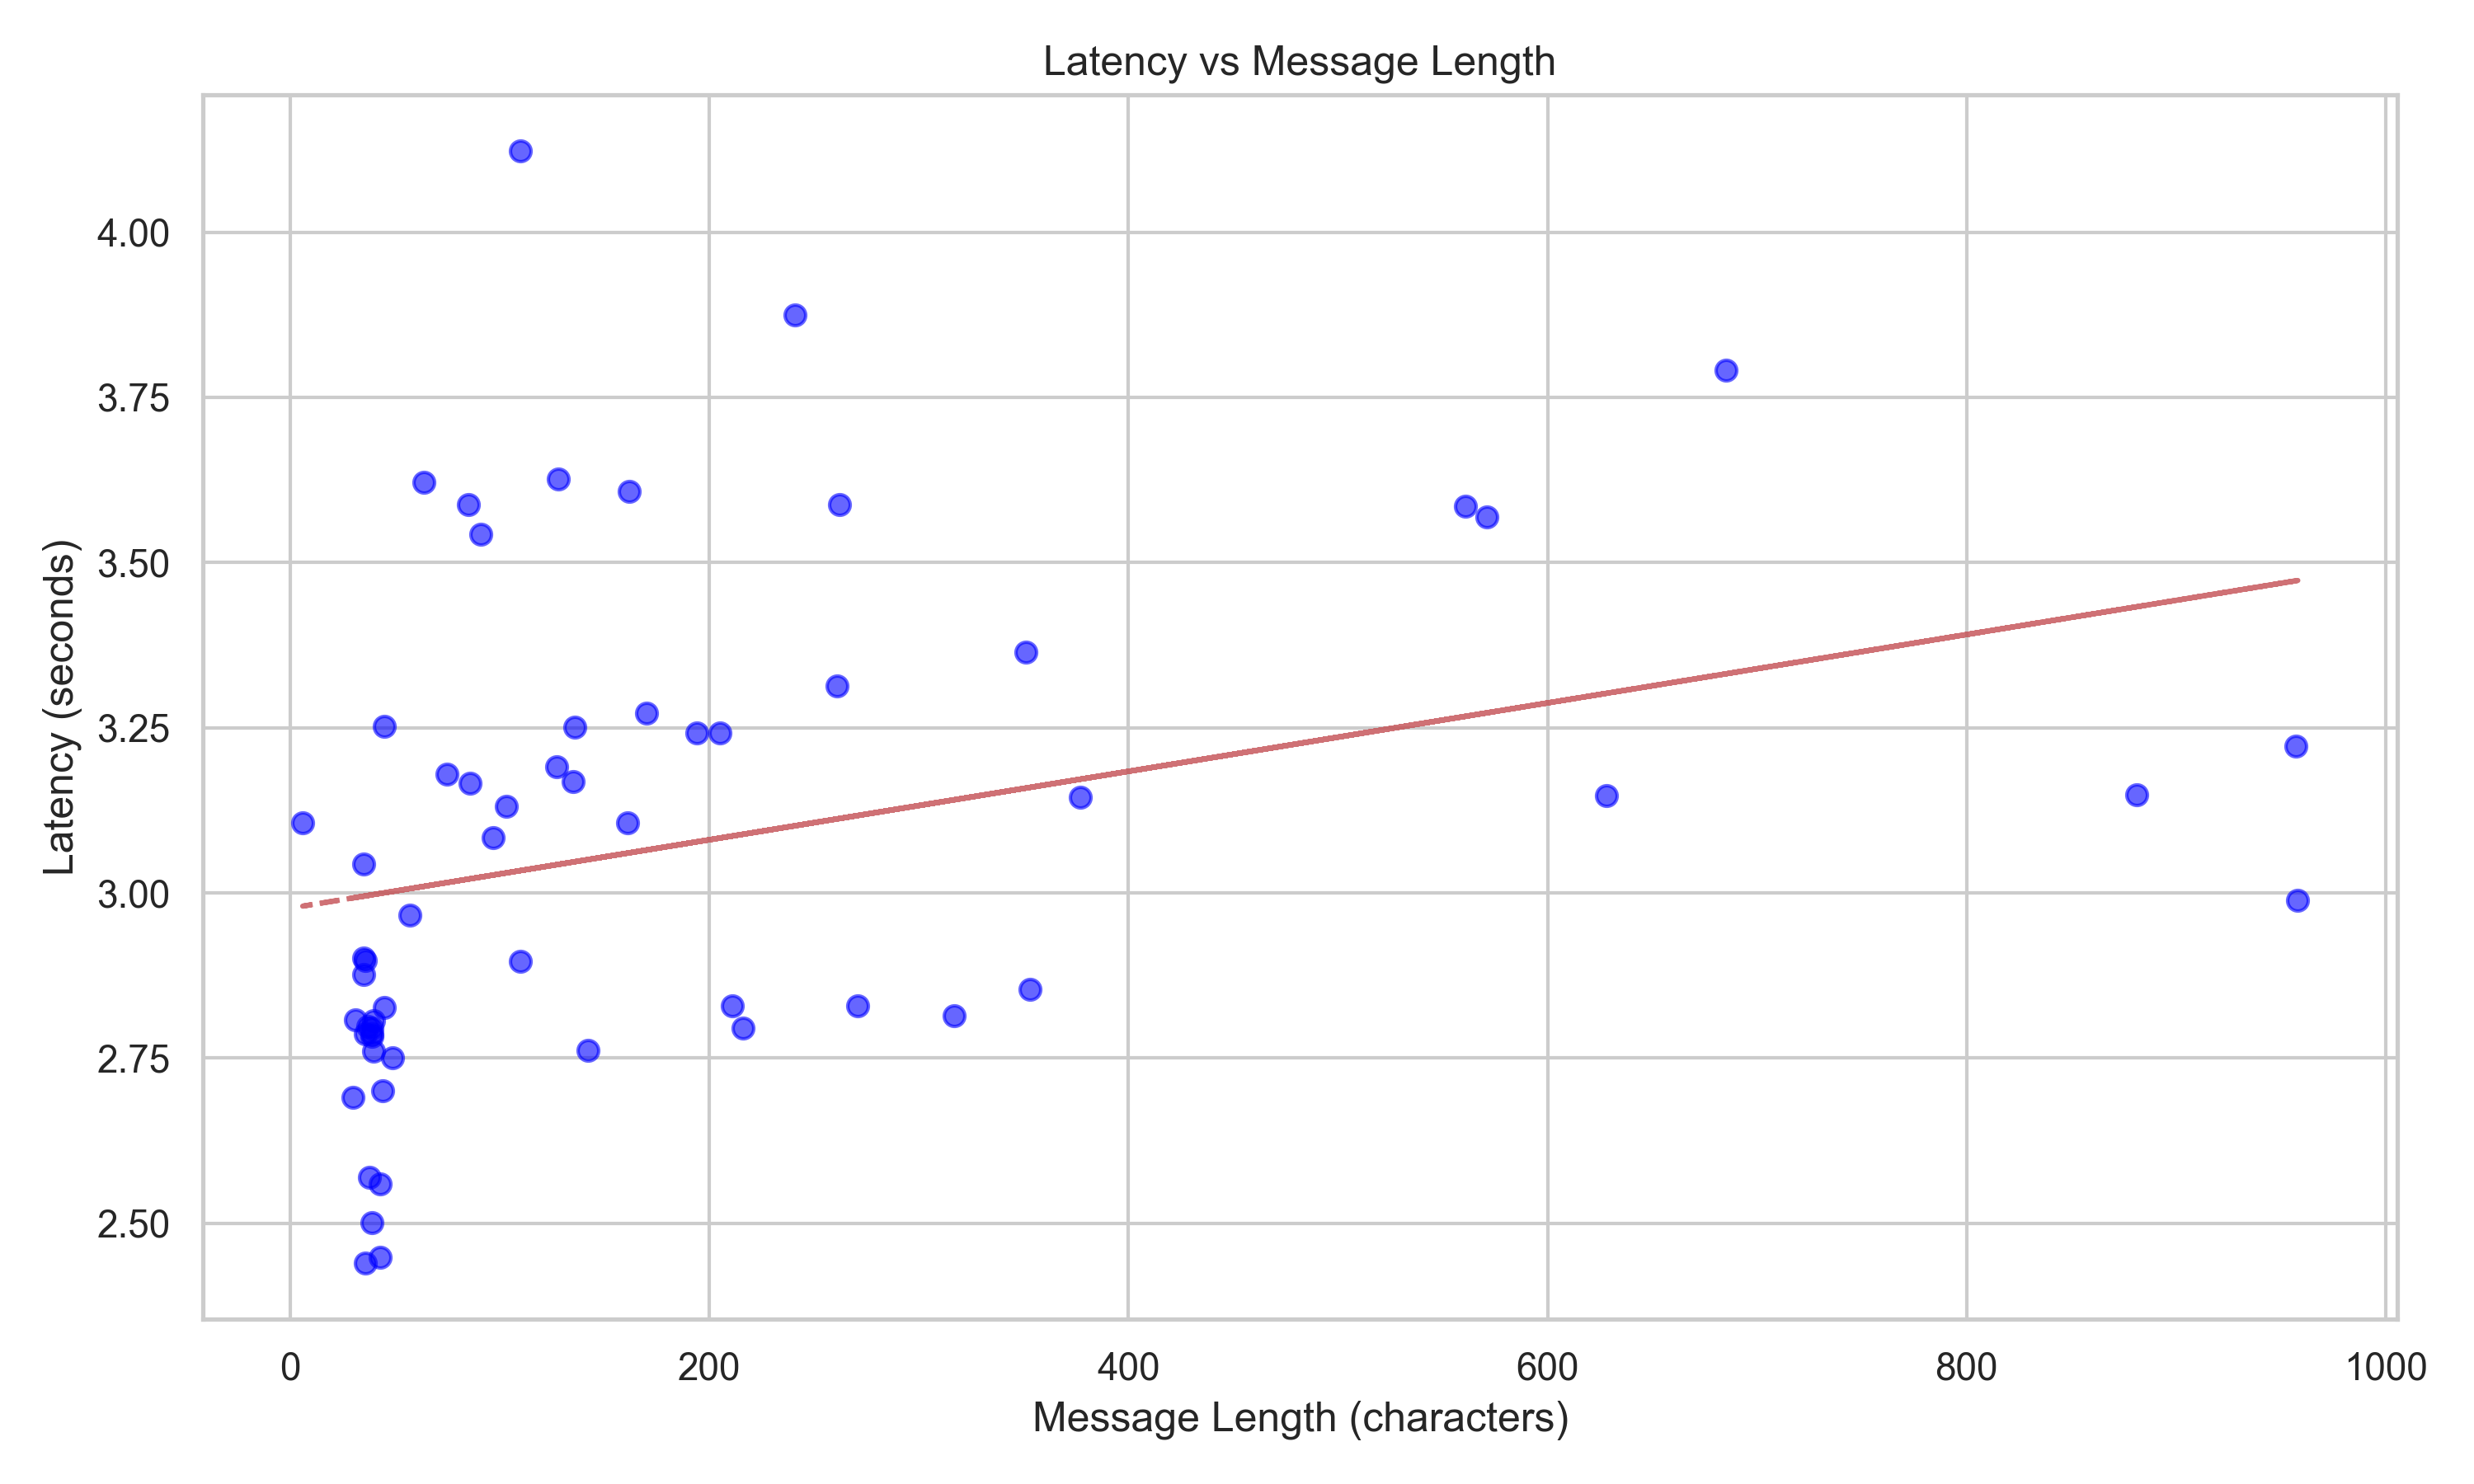 Latency vs Message Length
Latency (seconds)
4.00
3.75
3.50
3.25
3.00
2.75
2.50
0 200 400 600 800 1000
Message Length (characters)